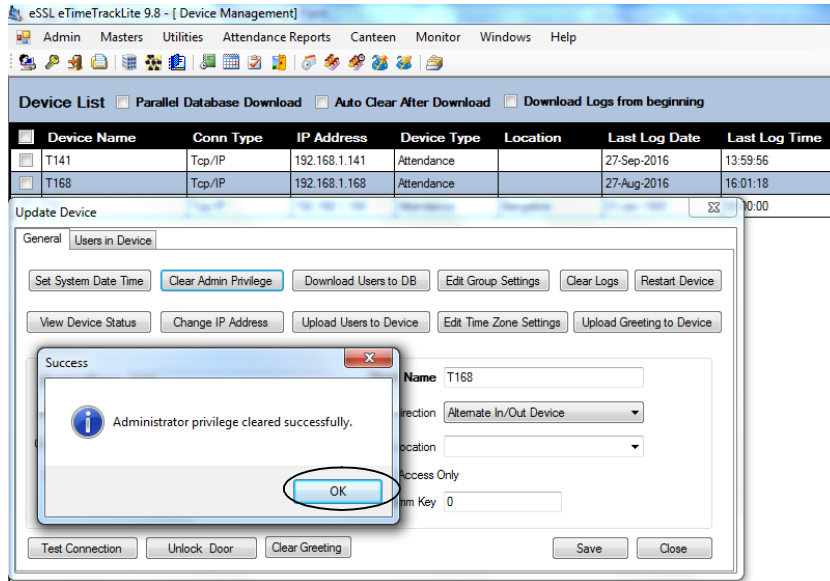 eSSL eTimeTrackLite 9.8 - [ Device Management]
Admin Masters Utilities Attendance Reports Canteen Monitor Windows Help
Device List Parallel Database Download Auto Clear After Download Download Logs from beginning
Device Name Conn Type IP Address Device Type Location Last Log Date Last Log Time
T141 Tcp/IP 192.168.1.141 Attendance 27-Sep-2016 13:59:56
T168 Tcp/IP 192.168.1.168 Attendance 27-Aug-2016 16:01:18
Update Device
General Users in Device
Set System Date Time Clear Admin Privilege Download Users to DB Edit Group Settings Clear Logs Restart Device
View Device Status Change IP Address Upload Users to Device Edit Time Zone Settings Upload Greeting to Device
Success
Name T168
Administrator privilege cleared successfully.
Alternate In/Out Device
Access Only
OK
Key 0
Test Connection Unlock Door Clear Greeting Save Close